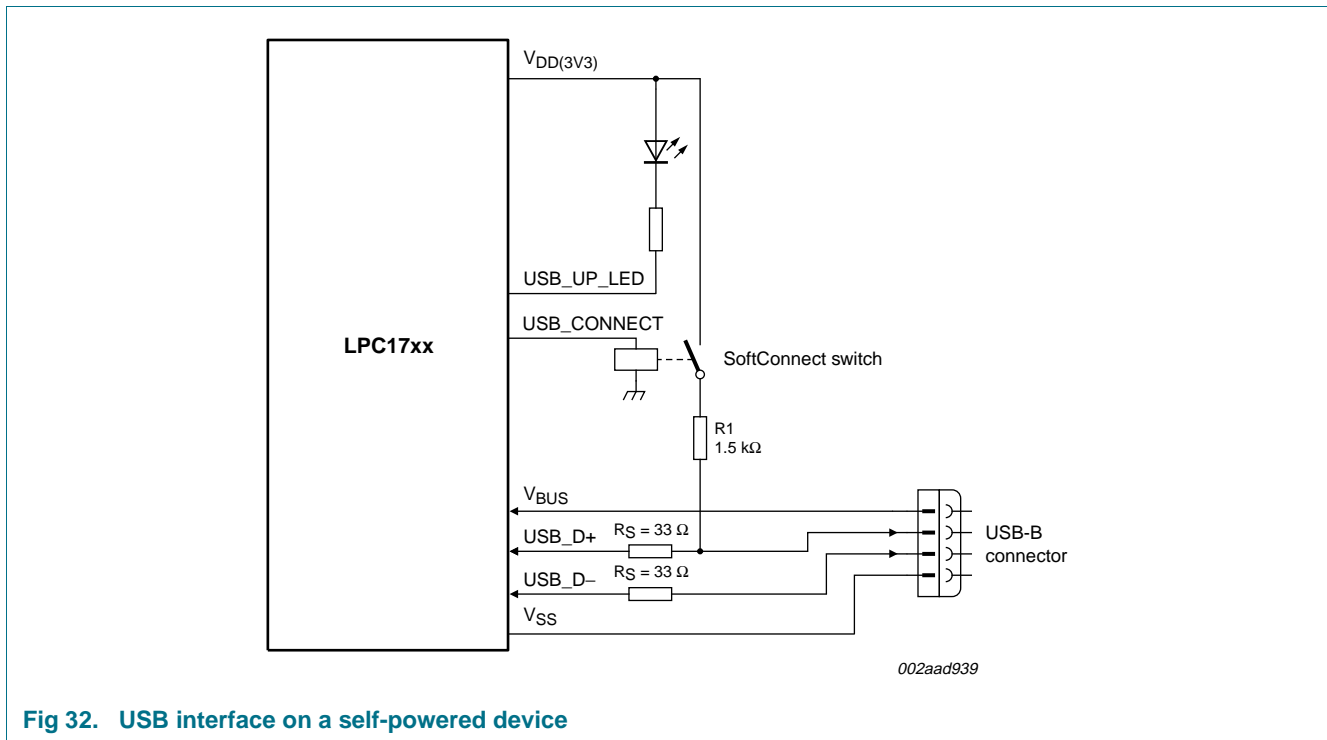 VDD(3V3)
USB_UP_LED
USB_CONNECT
LPC17xx
SoftConnect switch
R1
1.5 kΩ
VBUS
USB_D+
RS = 33 Ω
USB-B
connector
USB_D−
RS = 33 Ω
VSS
002aad939
Fig 32. USB interface on a self-powered device